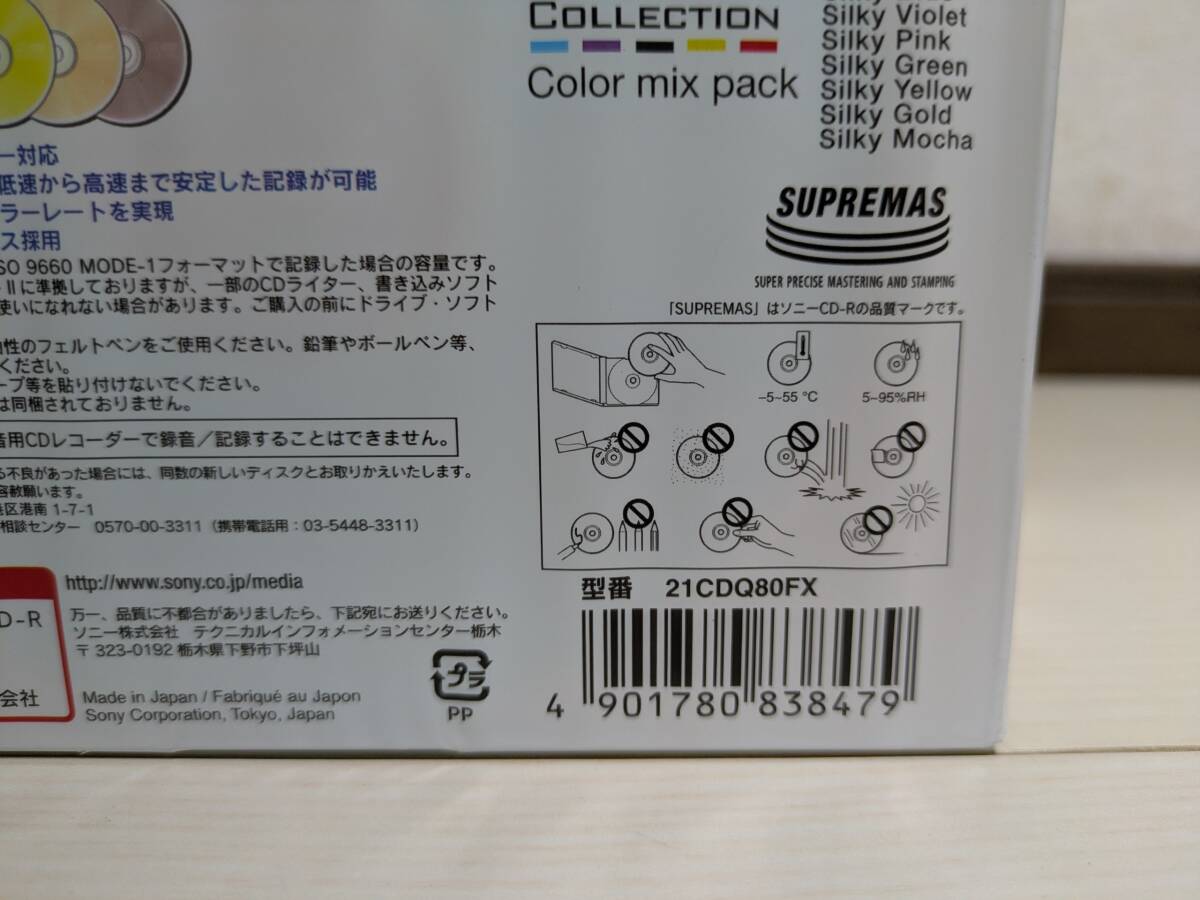 COLLECTION
Color mix pack
Silky Violet
Silky Pink
Silky Green
Silky Yellow
Silky Gold
Silky Mocha
ー対応
低速から高速まで安定した記録が可能
ラーレートを実現
ス採用
SO 9660 MODE-1フォーマットで記録した場合の容量です。
IIに準拠しておりますが、一部のCDライター、書き込みソフト
使いになれない場合があります。ご購入の前にドライブ・ソフト
性のフェルトペンをご使用ください。鉛筆やボールペン等、
ください。
ープ等を貼り付けないでください。
は同梱されておりません。
音用CDレコーダーで録音／記録することはできません。
る不良があった場合には、同数の新しいディスクとお取りかえいたします。
容赦願います。
区港南 1-7-1
相談センター 0570-00-3311（携帯電話用：03-5448-3311）
SUPREMAS
SUPER PRECISE MASTERING AND STAMPING
「SUPREMAS」はソニーCD-Rの品質マークです。
–5~55 °C
5~95%RH
D-R
会社
http://www.sony.co.jp/media
万一、品質に不都合がありましたら、下記宛にお送りください。
ソニー株式会社 テクニカルインフォメーションセンター栃木
〒323-0192 栃木県下野市下坪山
Made in Japan / Fabriqué au Japon
Sony Corporation, Tokyo, Japan
プラ
PP
型番 21CDQ80FX
4 901780 838479